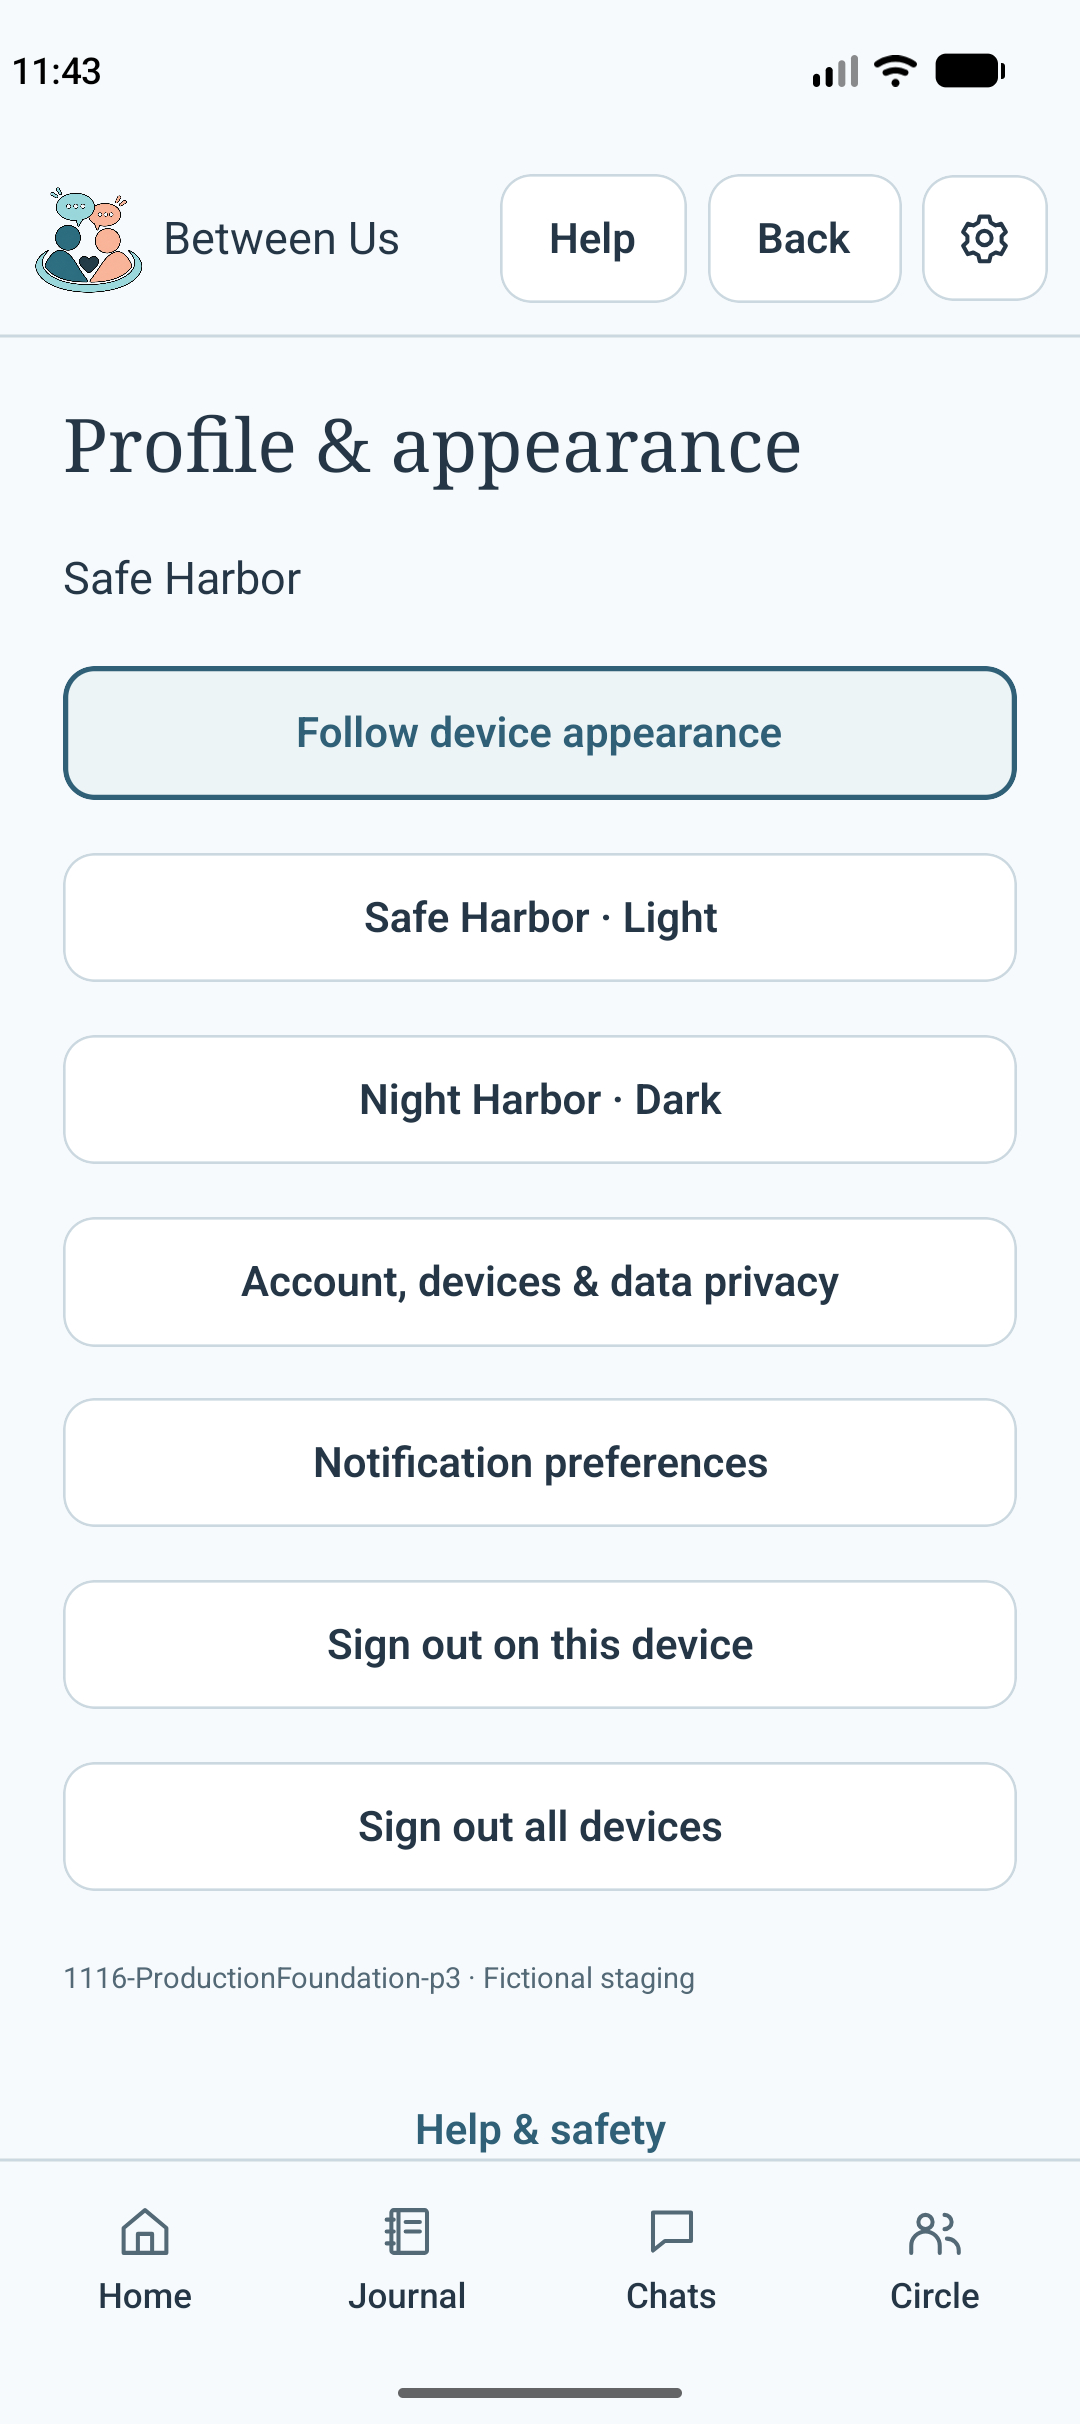 11:43
Between Us
Help
Back
Profile & appearance
Safe Harbor
Follow device appearance
Safe Harbor · Light
Night Harbor · Dark
Account, devices & data privacy
Notification preferences
Sign out on this device
Sign out all devices
1116-ProductionFoundation-p3 · Fictional staging
Help & safety
Home
Journal
Chats
Circle